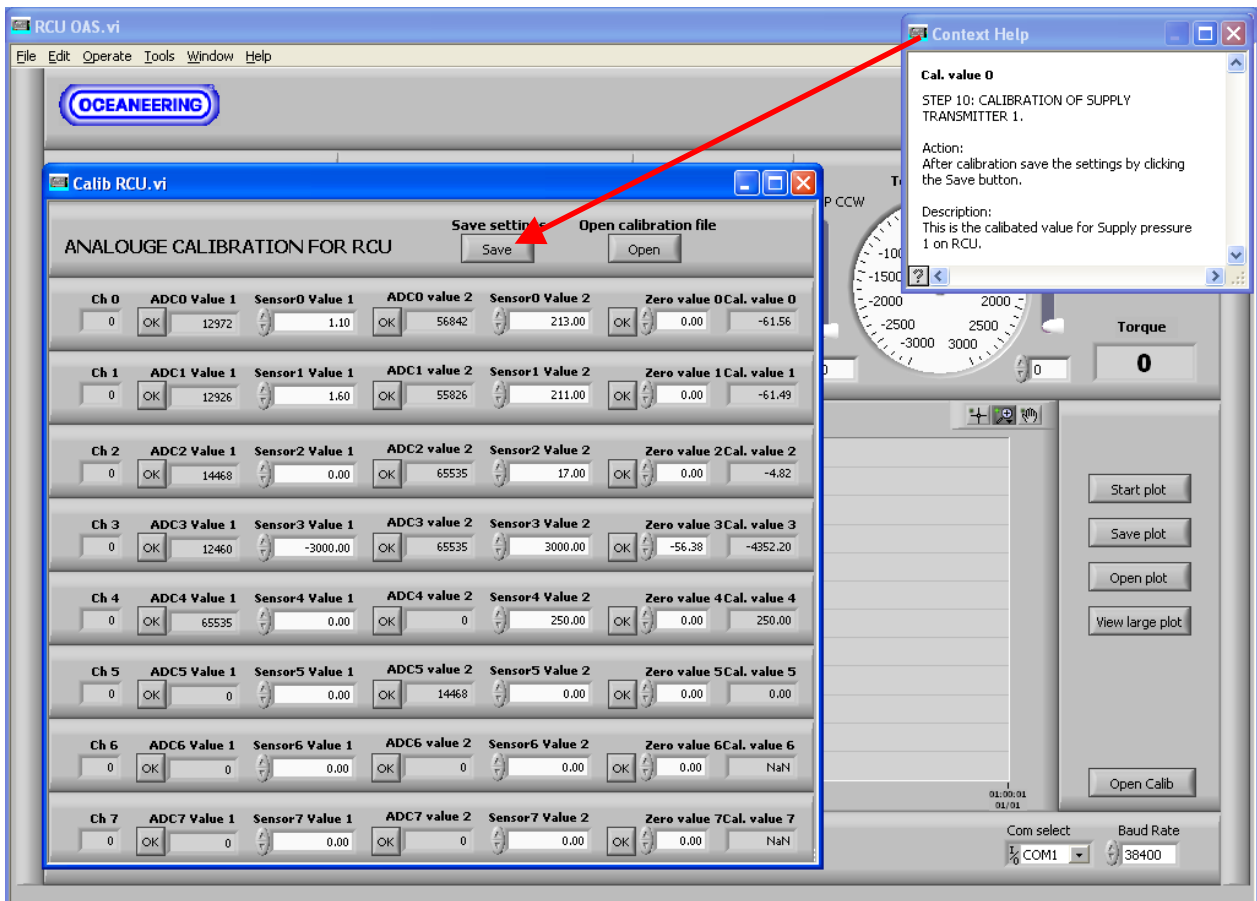 RCU OAS.vi
File Edit Operate Tools Window Help
OCEANEERING
Context Help
Cal. value 0
STEP 10: CALIBRATION OF SUPPLY
TRANSMITTER 1.
Action:
After calibration save the settings by clicking
the Save button.
Description:
This is the calibated value for Supply pressure
1 on RCU.
Calib RCU.vi
ANALOUGE CALIBRATION FOR RCU
Save settings Open calibration file
Save Open
Ch 0 ADC0 Value 1 Sensor0 Value 1 ADC0 value 2 Sensor0 Value 2 Zero value 0 Cal. value 0
0 OK 12972 1.10 OK 56842 213.00 OK 0.00 -61.56
Ch 1 ADC1 Value 1 Sensor1 Value 1 ADC1 value 2 Sensor1 Value 2 Zero value 1 Cal. value 1
0 OK 12926 1.60 OK 55826 211.00 OK 0.00 -61.49
Ch 2 ADC2 Value 1 Sensor2 Value 1 ADC2 value 2 Sensor2 Value 2 Zero value 2 Cal. value 2
0 OK 14468 0.00 OK 65535 17.00 OK 0.00 -4.82
Ch 3 ADC3 Value 1 Sensor3 Value 1 ADC3 value 2 Sensor3 Value 2 Zero value 3 Cal. value 3
0 OK 12460 -3000.00 OK 65535 3000.00 OK -56.38 -4352.20
Ch 4 ADC4 Value 1 Sensor4 Value 1 ADC4 value 2 Sensor4 Value 2 Zero value 4 Cal. value 4
0 OK 65535 0.00 OK 0 250.00 OK 0.00 250.00
Ch 5 ADC5 Value 1 Sensor5 Value 1 ADC5 value 2 Sensor5 Value 2 Zero value 5 Cal. value 5
0 OK 0 0.00 OK 14468 0.00 OK 0.00 0.00
Ch 6 ADC6 Value 1 Sensor6 Value 1 ADC6 value 2 Sensor6 Value 2 Zero value 6 Cal. value 6
0 OK 0 0.00 OK 0 0.00 OK 0.00 NaN
Ch 7 ADC7 Value 1 Sensor7 Value 1 ADC7 value 2 Sensor7 Value 2 Zero value 7 Cal. value 7
0 OK 0 0.00 OK 0 0.00 OK 0.00 NaN
P CCW
-1500
-2000 2000
-2500 2500
-3000 3000
0
Torque
0
Start plot
Save plot
Open plot
View large plot
Open Calib
01:00:01
01/01
Com select Baud Rate
COM1 38400